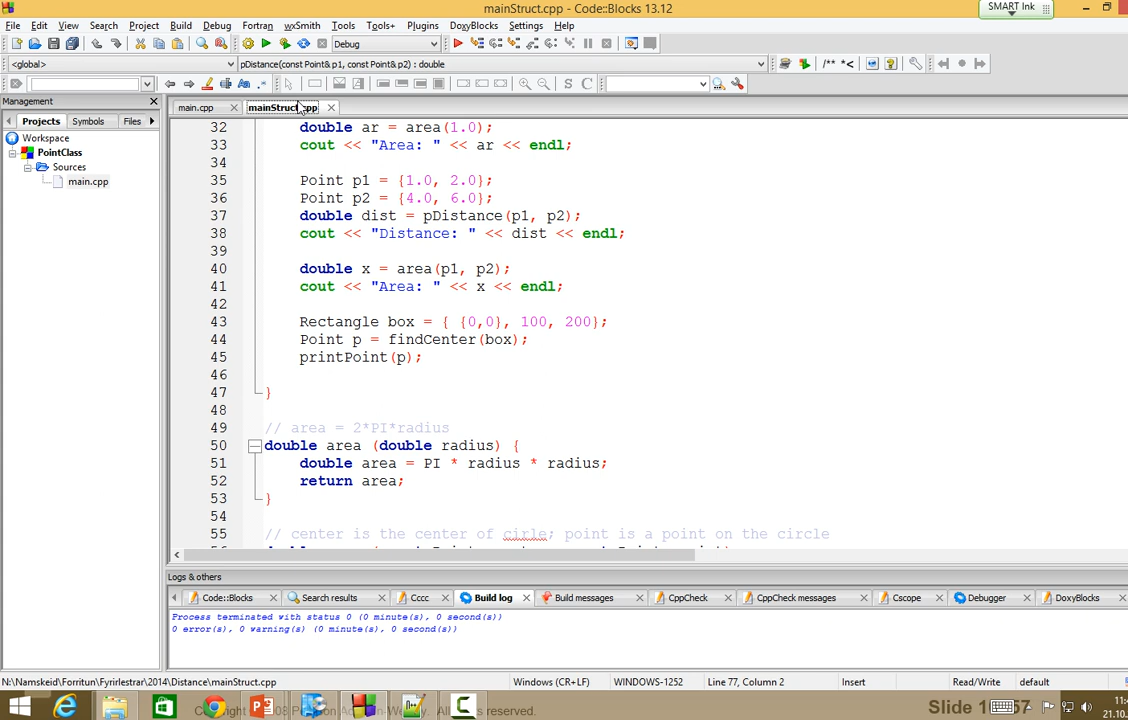 mainStruct.cpp - Code::Blocks 13.12
SMART Ink
File Edit View Search Project Build Debug Fortran wxSmith Tools Tools+ Plugins DoxyBlocks Settings Help
Debug
<global> pDistance(const Point& p1, const Point& p2) : double
/** *<
Aa .*
S C
Management
main.cpp mainStruct.cpp
Projects Symbols Files
Workspace
PointClass
Sources
main.cpp
32 double ar = area(1.0);
33 cout << "Area: " << ar << endl;
34
35 Point p1 = {1.0, 2.0};
36 Point p2 = {4.0, 6.0};
37 double dist = pDistance(p1, p2);
38 cout << "Distance: " << dist << endl;
39
40 double x = area(p1, p2);
41 cout << "Area: " << x << endl;
42
43 Rectangle box = { {0,0}, 100, 200};
44 Point p = findCenter(box);
45 printPoint(p);
46
47 }
48
49 // area = 2*PI*radius
50 double area (double radius) {
51 double area = PI * radius * radius;
52 return area;
53 }
54
55 // center is the center of cirle; point is a point on the circle
Logs & others
Code::Blocks Search results Cccc Build log Build messages CppCheck CppCheck messages Cscope Debugger DoxyBlocks
Process terminated with status 0 (0 minute(s), 0 second(s))
0 error(s), 0 warning(s) (0 minute(s), 0 second(s))
N:\Namskeid\Forritun\Fyrirlestrar\2014\Distance\mainStruct.cpp Windows (CR+LF) WINDOWS-1252 Line 77, Column 2 Insert Read/Write default